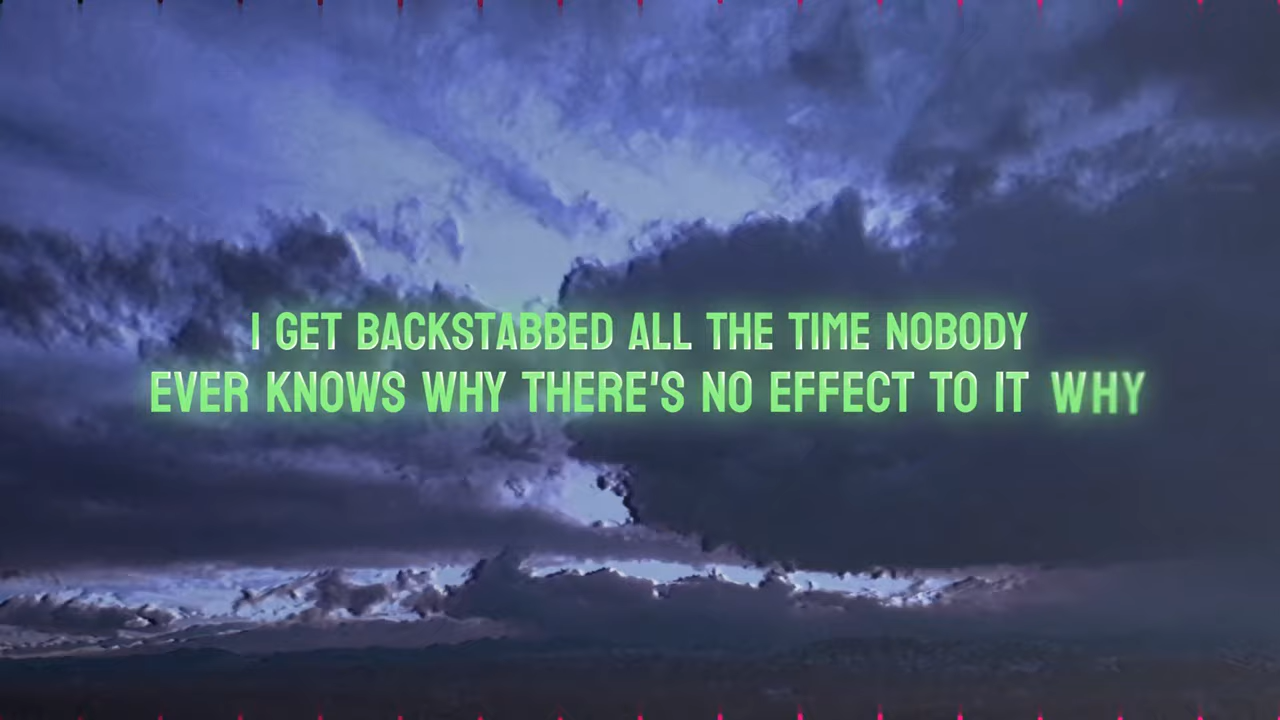 I GET BACKSTABBED ALL THE TIME NOBODY
EVER KNOWS WHY THERE'S NO EFFECT TO IT WHY